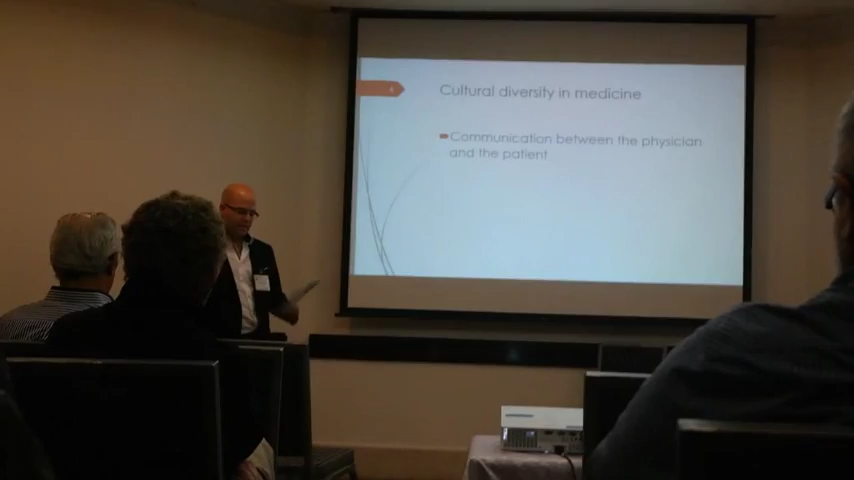 Cultural diversity in medicine
Communication between the physician
and the patient